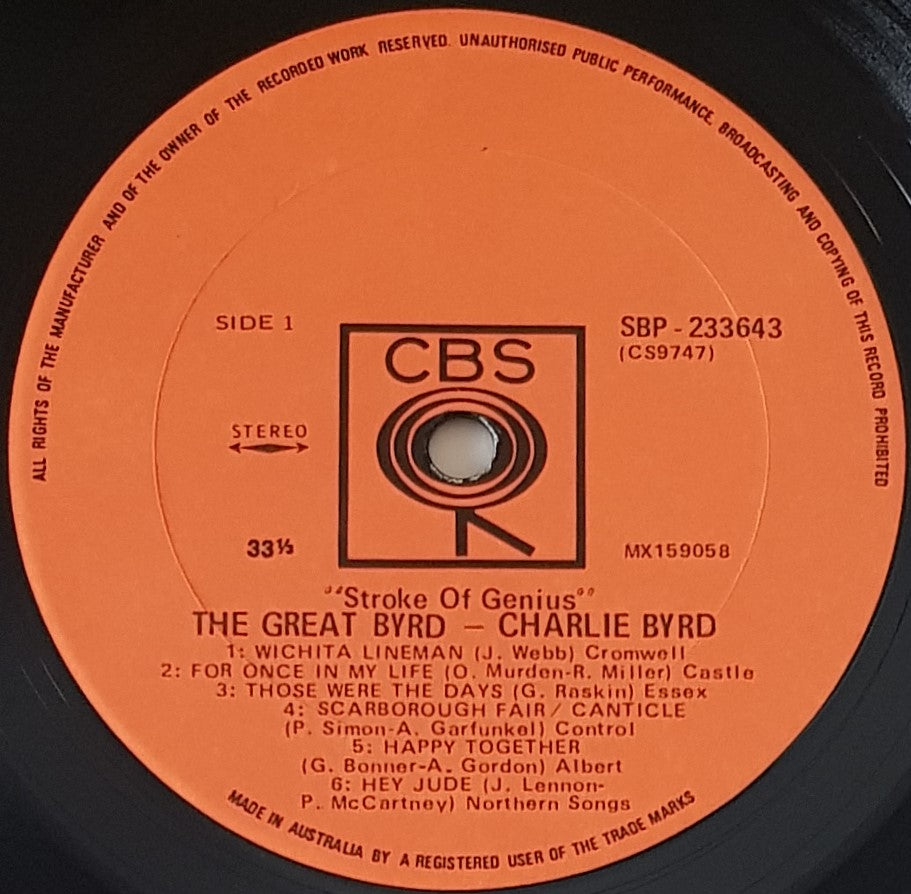 ALL RIGHTS OF THE MANUFACTURER AND OF THE OWNER OF THE RECORDED WORK RESERVED. UNAUTHORISED PUBLIC PERFORMANCE, BROADCASTING AND COPYING OF THIS RECORD PROHIBITED
SIDE 1
SBP - 233643
(CS9747)
CBS
STEREO
33⅓
MX159058
"Stroke Of Genius"
THE GREAT BYRD – CHARLIE BYRD
1: WICHITA LINEMAN (J. Webb) Cromwell
2: FOR ONCE IN MY LIFE (O. Murden-R. Miller) Castle
3: THOSE WERE THE DAYS (G. Raskin) Essex
4: SCARBOROUGH FAIR/ CANTICLE
(P. Simon-A. Garfunkel) Control
5: HAPPY TOGETHER
(G. Bonner-A. Gordon) Albert
6: HEY JUDE (J. Lennon-
P. McCartney) Northern Songs
MADE IN AUSTRALIA BY A REGISTERED USER OF THE TRADE MARKS